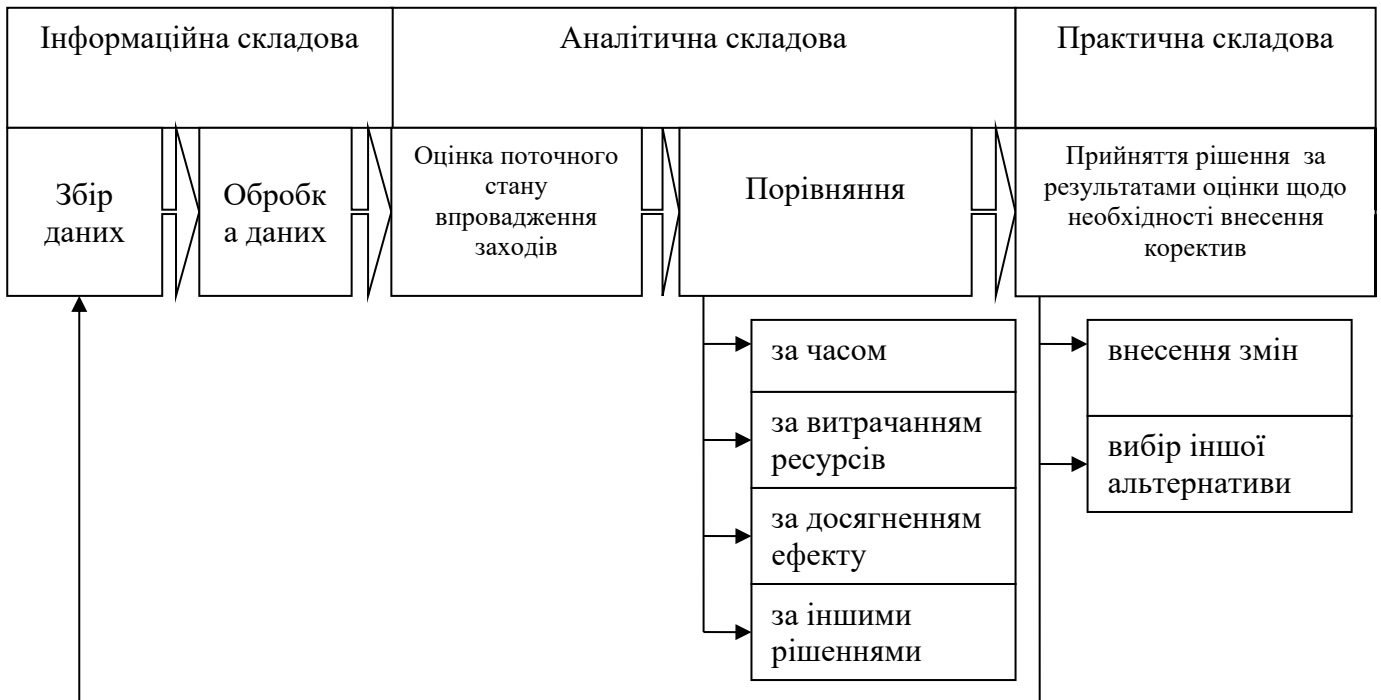 Інформаційна складова
Аналітична складова
Практична складова
Збір
даних
Обробк
а даних
Оцінка поточного
стану
впровадження
заходів
Порівняння
Прийняття рішення за
результатами оцінки щодо
необхідності внесення
коректив
за часом
за витрачанням
ресурсів
за досягненням
ефекту
за іншими
рішеннями
внесення змін
вибір іншої
альтернативи